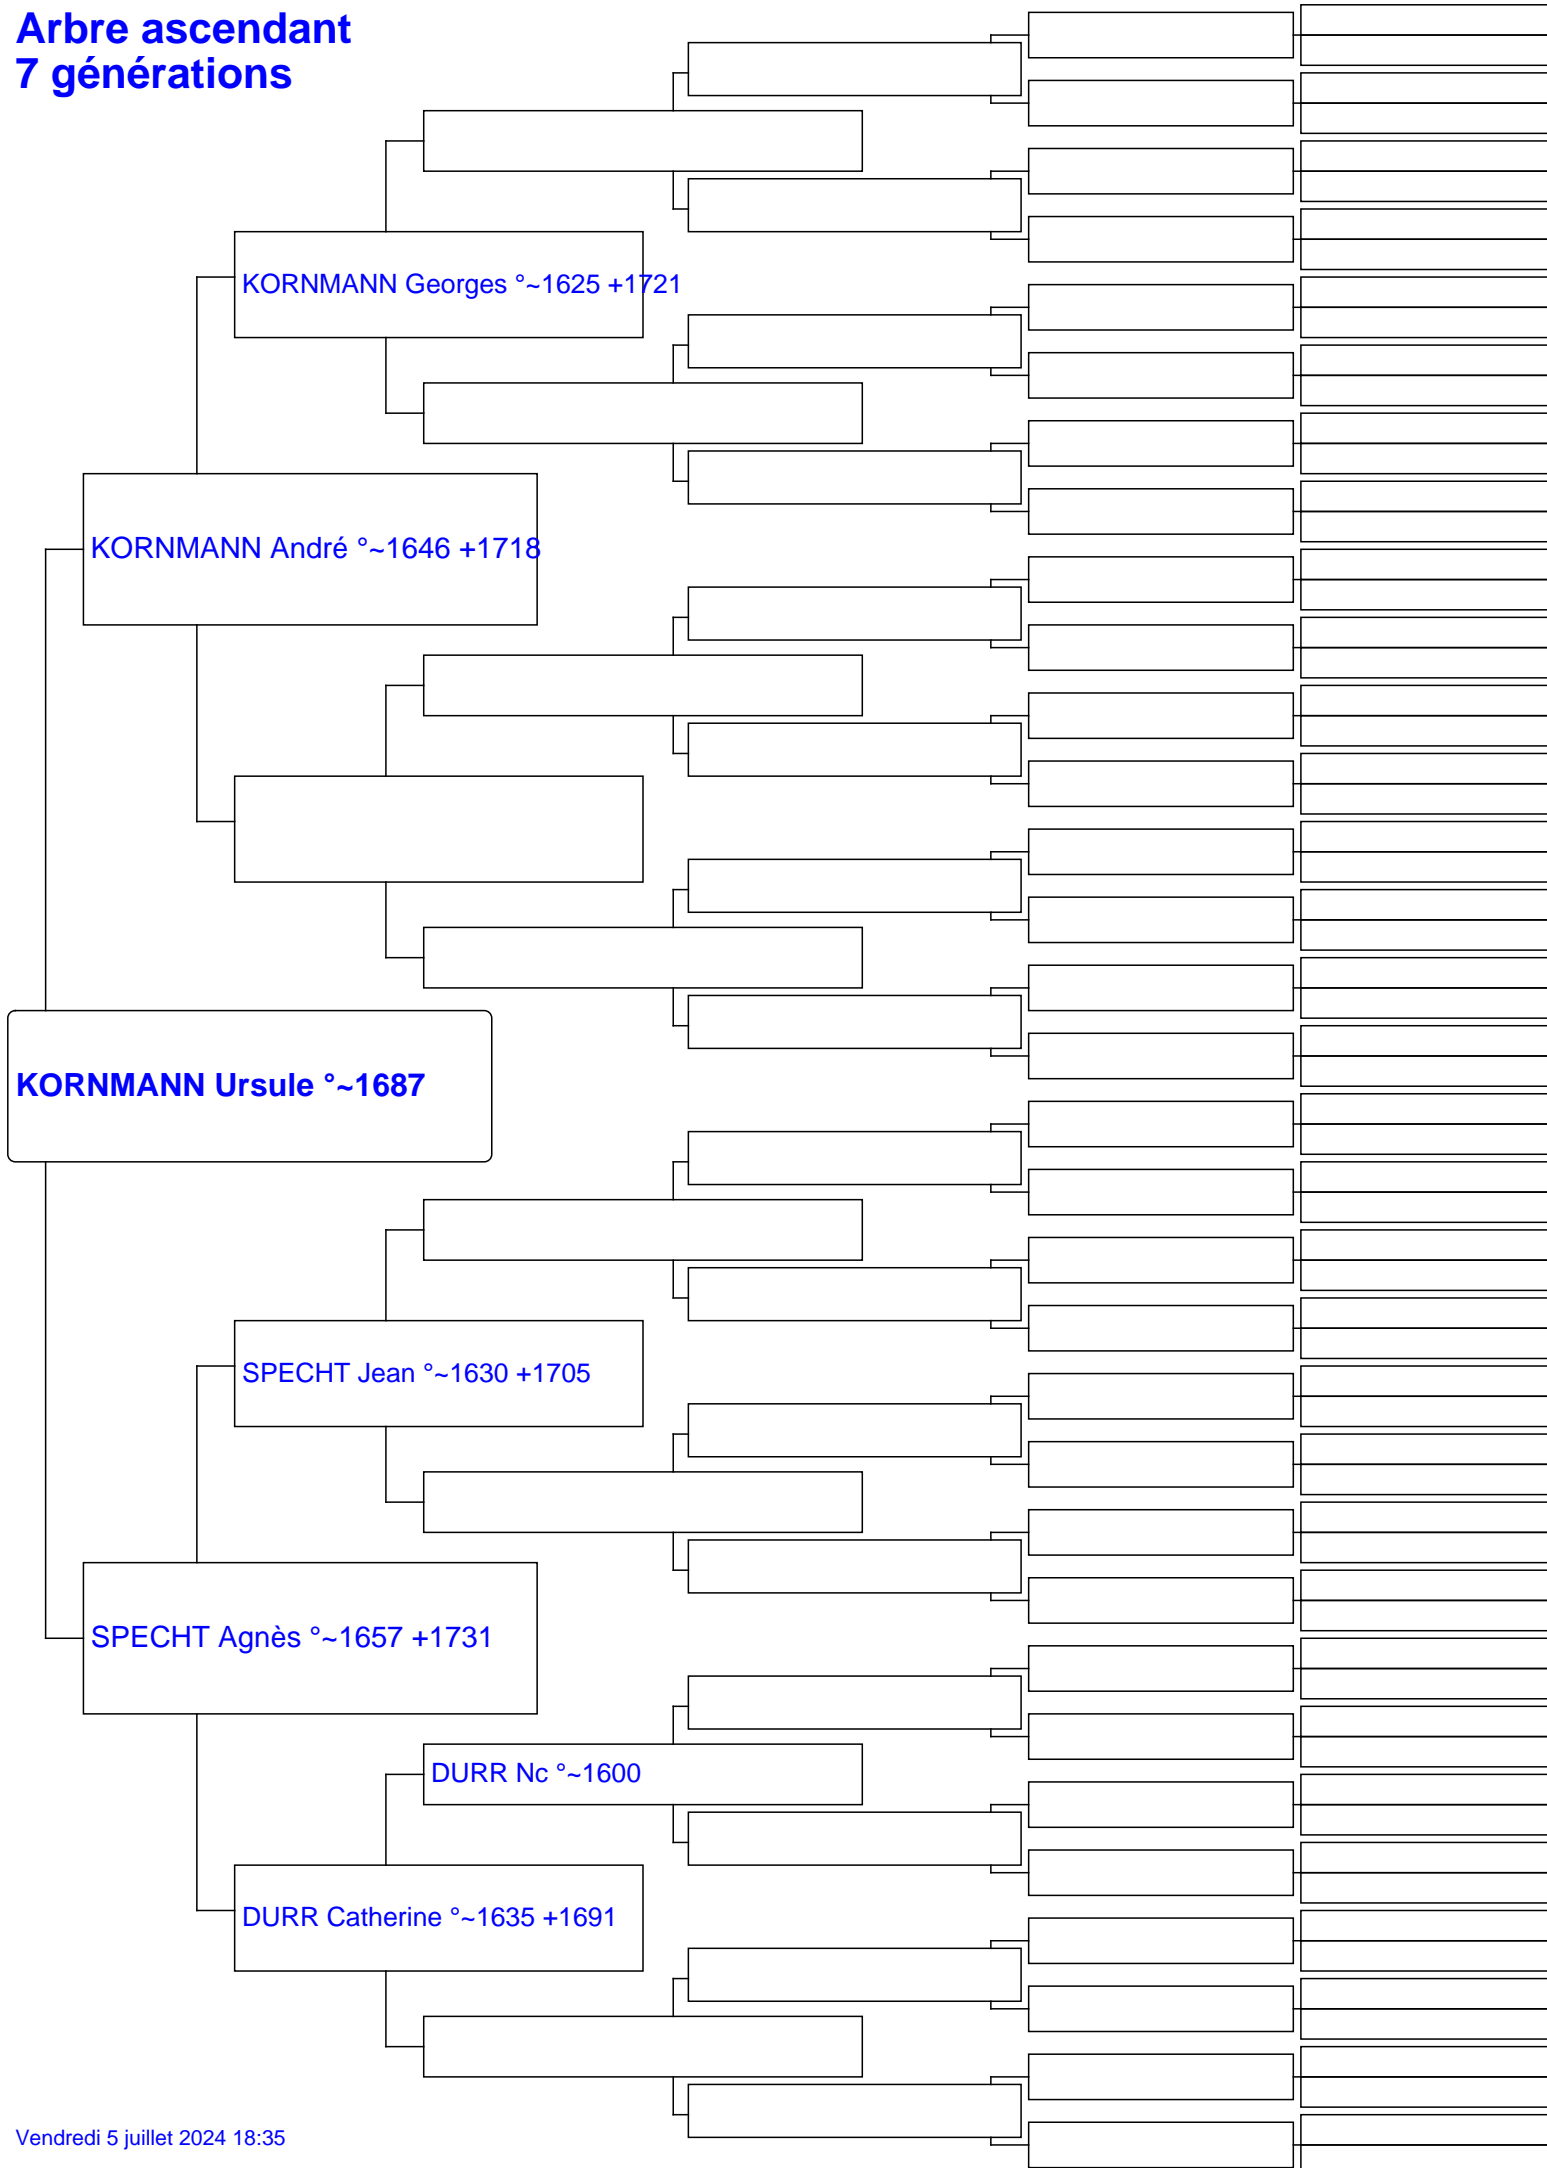 Arbre ascendant
7 générations
KORNMANN Georges °~1625 +1721
KORNMANN André °~1646 +1718
KORNMANN Ursule °~1687
SPECHT Jean °~1630 +1705
SPECHT Agnès °~1657 +1731
DURR Nc °~1600
DURR Catherine °~1635 +1691
Vendredi 5 juillet 2024 18:35